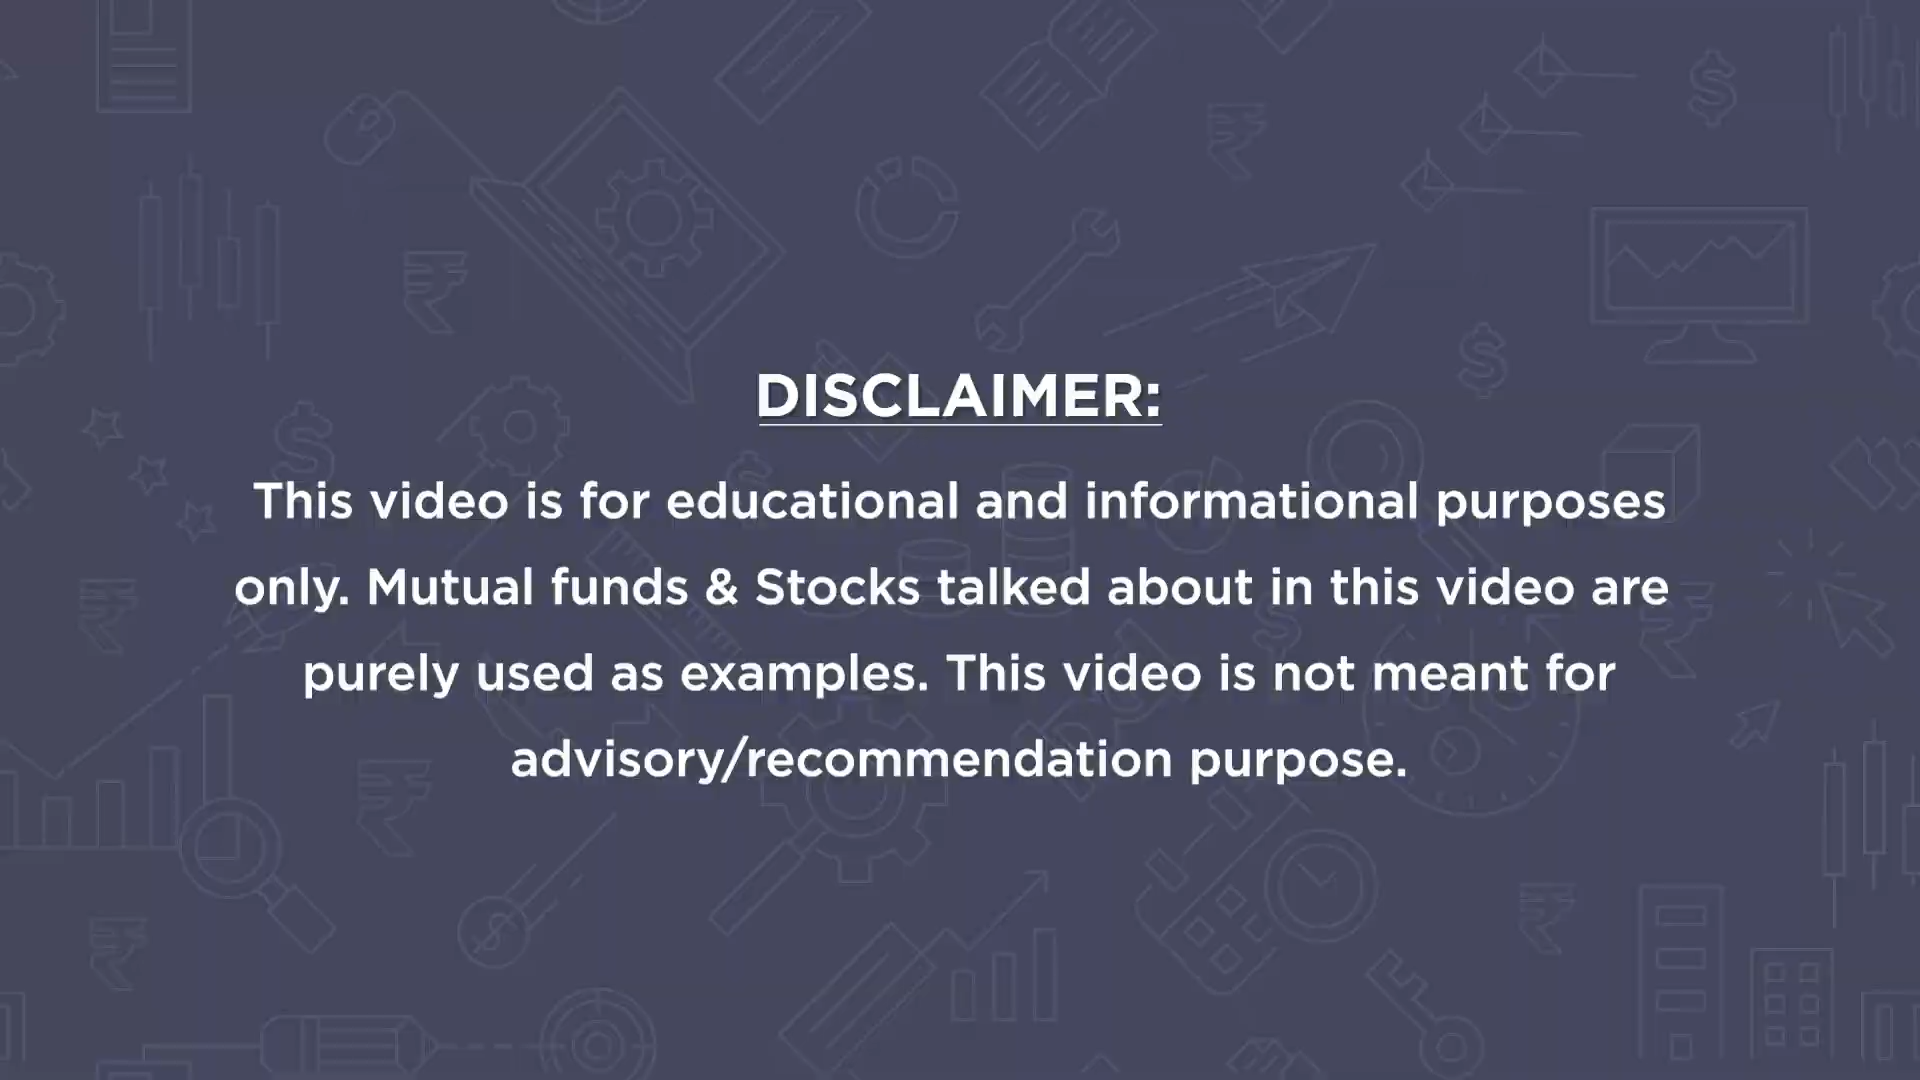 DISCLAIMER:
This video is for educational and informational purposes
only. Mutual funds & Stocks talked about in this video are
purely used as examples. This video is not meant for
advisory/recommendation purpose.